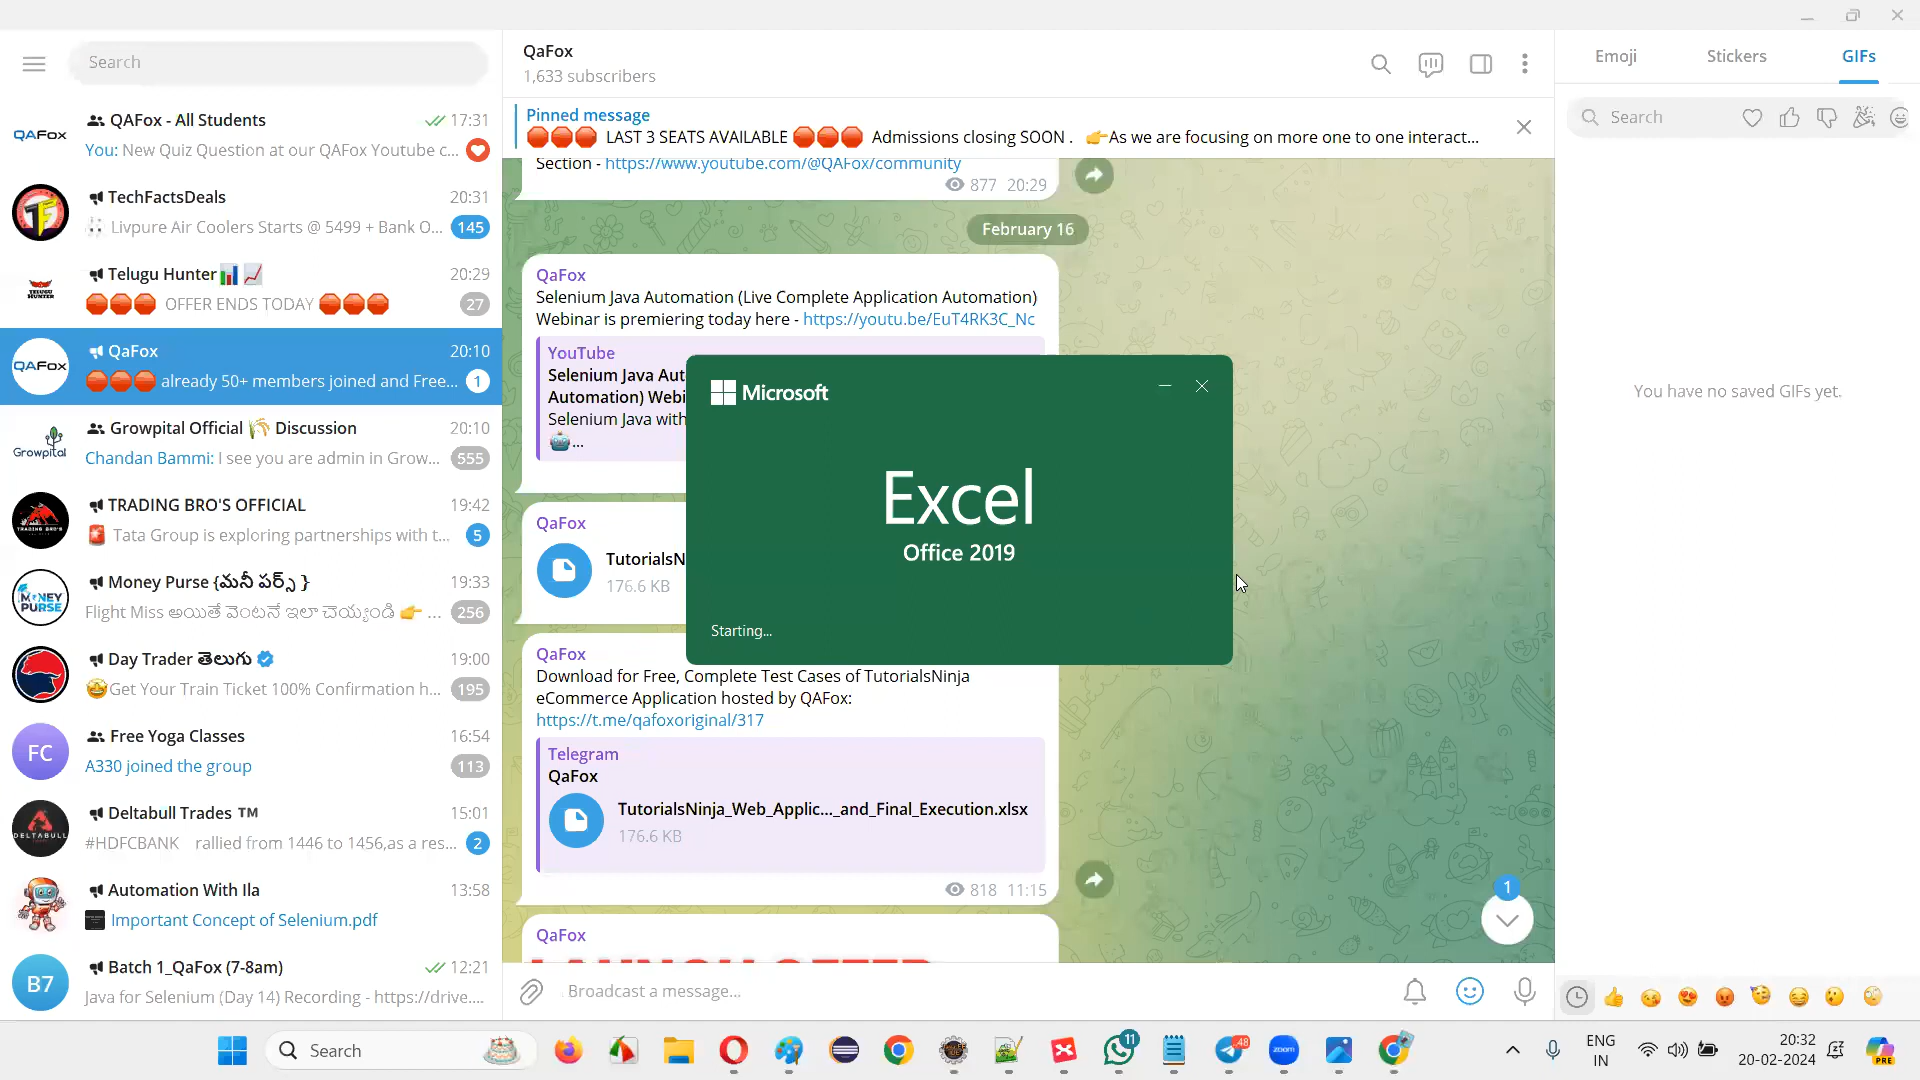 Search
QAFox - All Students 17:31
You: New Quiz Question at our QAFox Youtube c...
TechFactsDeals 20:31
Livpure Air Coolers Starts @ 5499 + Bank O... 145
Telugu Hunter 20:29
OFFER ENDS TODAY 27
QaFox 20:10
already 50+ members joined and Free... 1
Growpital Official Discussion 20:10
Chandan Bammi: I see you are admin in Grow... 555
TRADING BRO'S OFFICIAL 19:42
Tata Group is exploring partnerships with t... 5
Money Purse {మనీ పర్స్ } 19:33
Flight Miss అయితే వెంటనే ఇలా చెయ్యండి 👉 ... 256
Day Trader తెలుగు 19:00
Get Your Train Ticket 100% Confirmation h... 195
FC Free Yoga Classes 16:54
A330 joined the group 113
Deltabull Trades ™ 15:01
#HDFCBANK rallied from 1446 to 1456,as a res... 2
Automation With Ila 13:58
Important Concept of Selenium.pdf
B7 Batch 1_QaFox (7-8am) 12:21
Java for Selenium (Day 14) Recording - https://drive....
QaFox
1,633 subscribers
Pinned message
LAST 3 SEATS AVAILABLE Admissions closing SOON . 👉As we are focusing on more one to one interact...
Section - https://www.youtube.com/@QAFox/community
877 20:29
February 16
QaFox
Selenium Java Automation (Live Complete Application Automation)
Webinar is premiering today here - https://youtu.be/EuT4RK3C_Nc
YouTube
Selenium Java Aut
Automation) Webi
Selenium Java with
...
QaFox
TutorialsN
176.6 KB
Microsoft
Excel
Office 2019
Starting...
QaFox
Download for Free, Complete Test Cases of TutorialsNinja
eCommerce Application hosted by QAFox:
https://t.me/qafoxoriginal/317
Telegram
QaFox
TutorialsNinja_Web_Applic..._and_Final_Execution.xlsx
176.6 KB
818 11:15
1
QaFox
Broadcast a message...
Emoji Stickers GIFs
Search
You have no saved GIFs yet.
Search
11
48
zoom
ENG
IN
20:32
20-02-2024
PRE